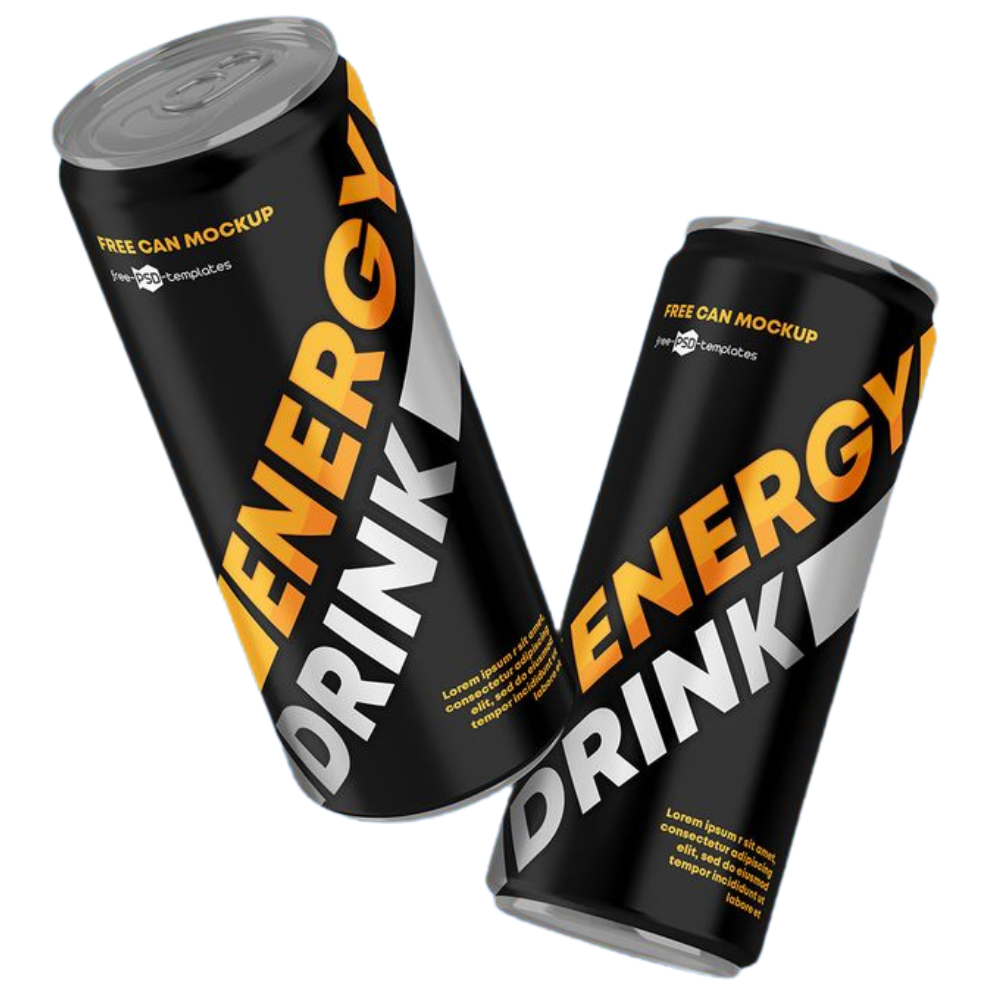 FREE CAN MOCKUP
free-PSD-templates
ENERGY
DRINK
Lorem ipsum r sit amet,
consectetur adipiscing
elit, sed do eiusmod
tempor incididunt ut
labore et
FREE CAN MOCKUP
free-PSD-templates
ENERGY
DRINK
Lorem ipsum r sit amet,
consectetur adipiscing
elit, sed do eiusmod
tempor incididunt ut
labore et